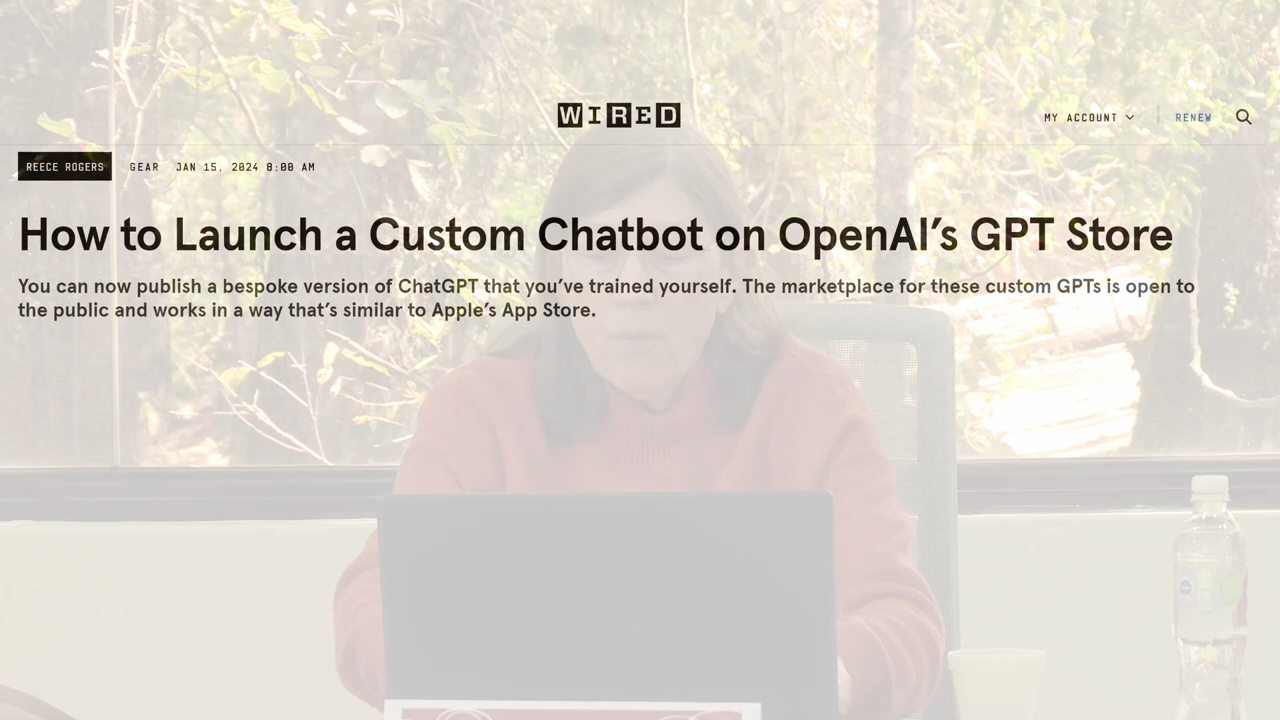 WIRED
MY ACCOUNT
RENEW
REECE ROGERS GEAR JAN 15, 2024 8:00 AM
How to Launch a Custom Chatbot on OpenAI’s GPT Store
You can now publish a bespoke version of ChatGPT that you’ve trained yourself. The marketplace for these custom GPTs is open to
the public and works in a way that’s similar to Apple’s App Store.